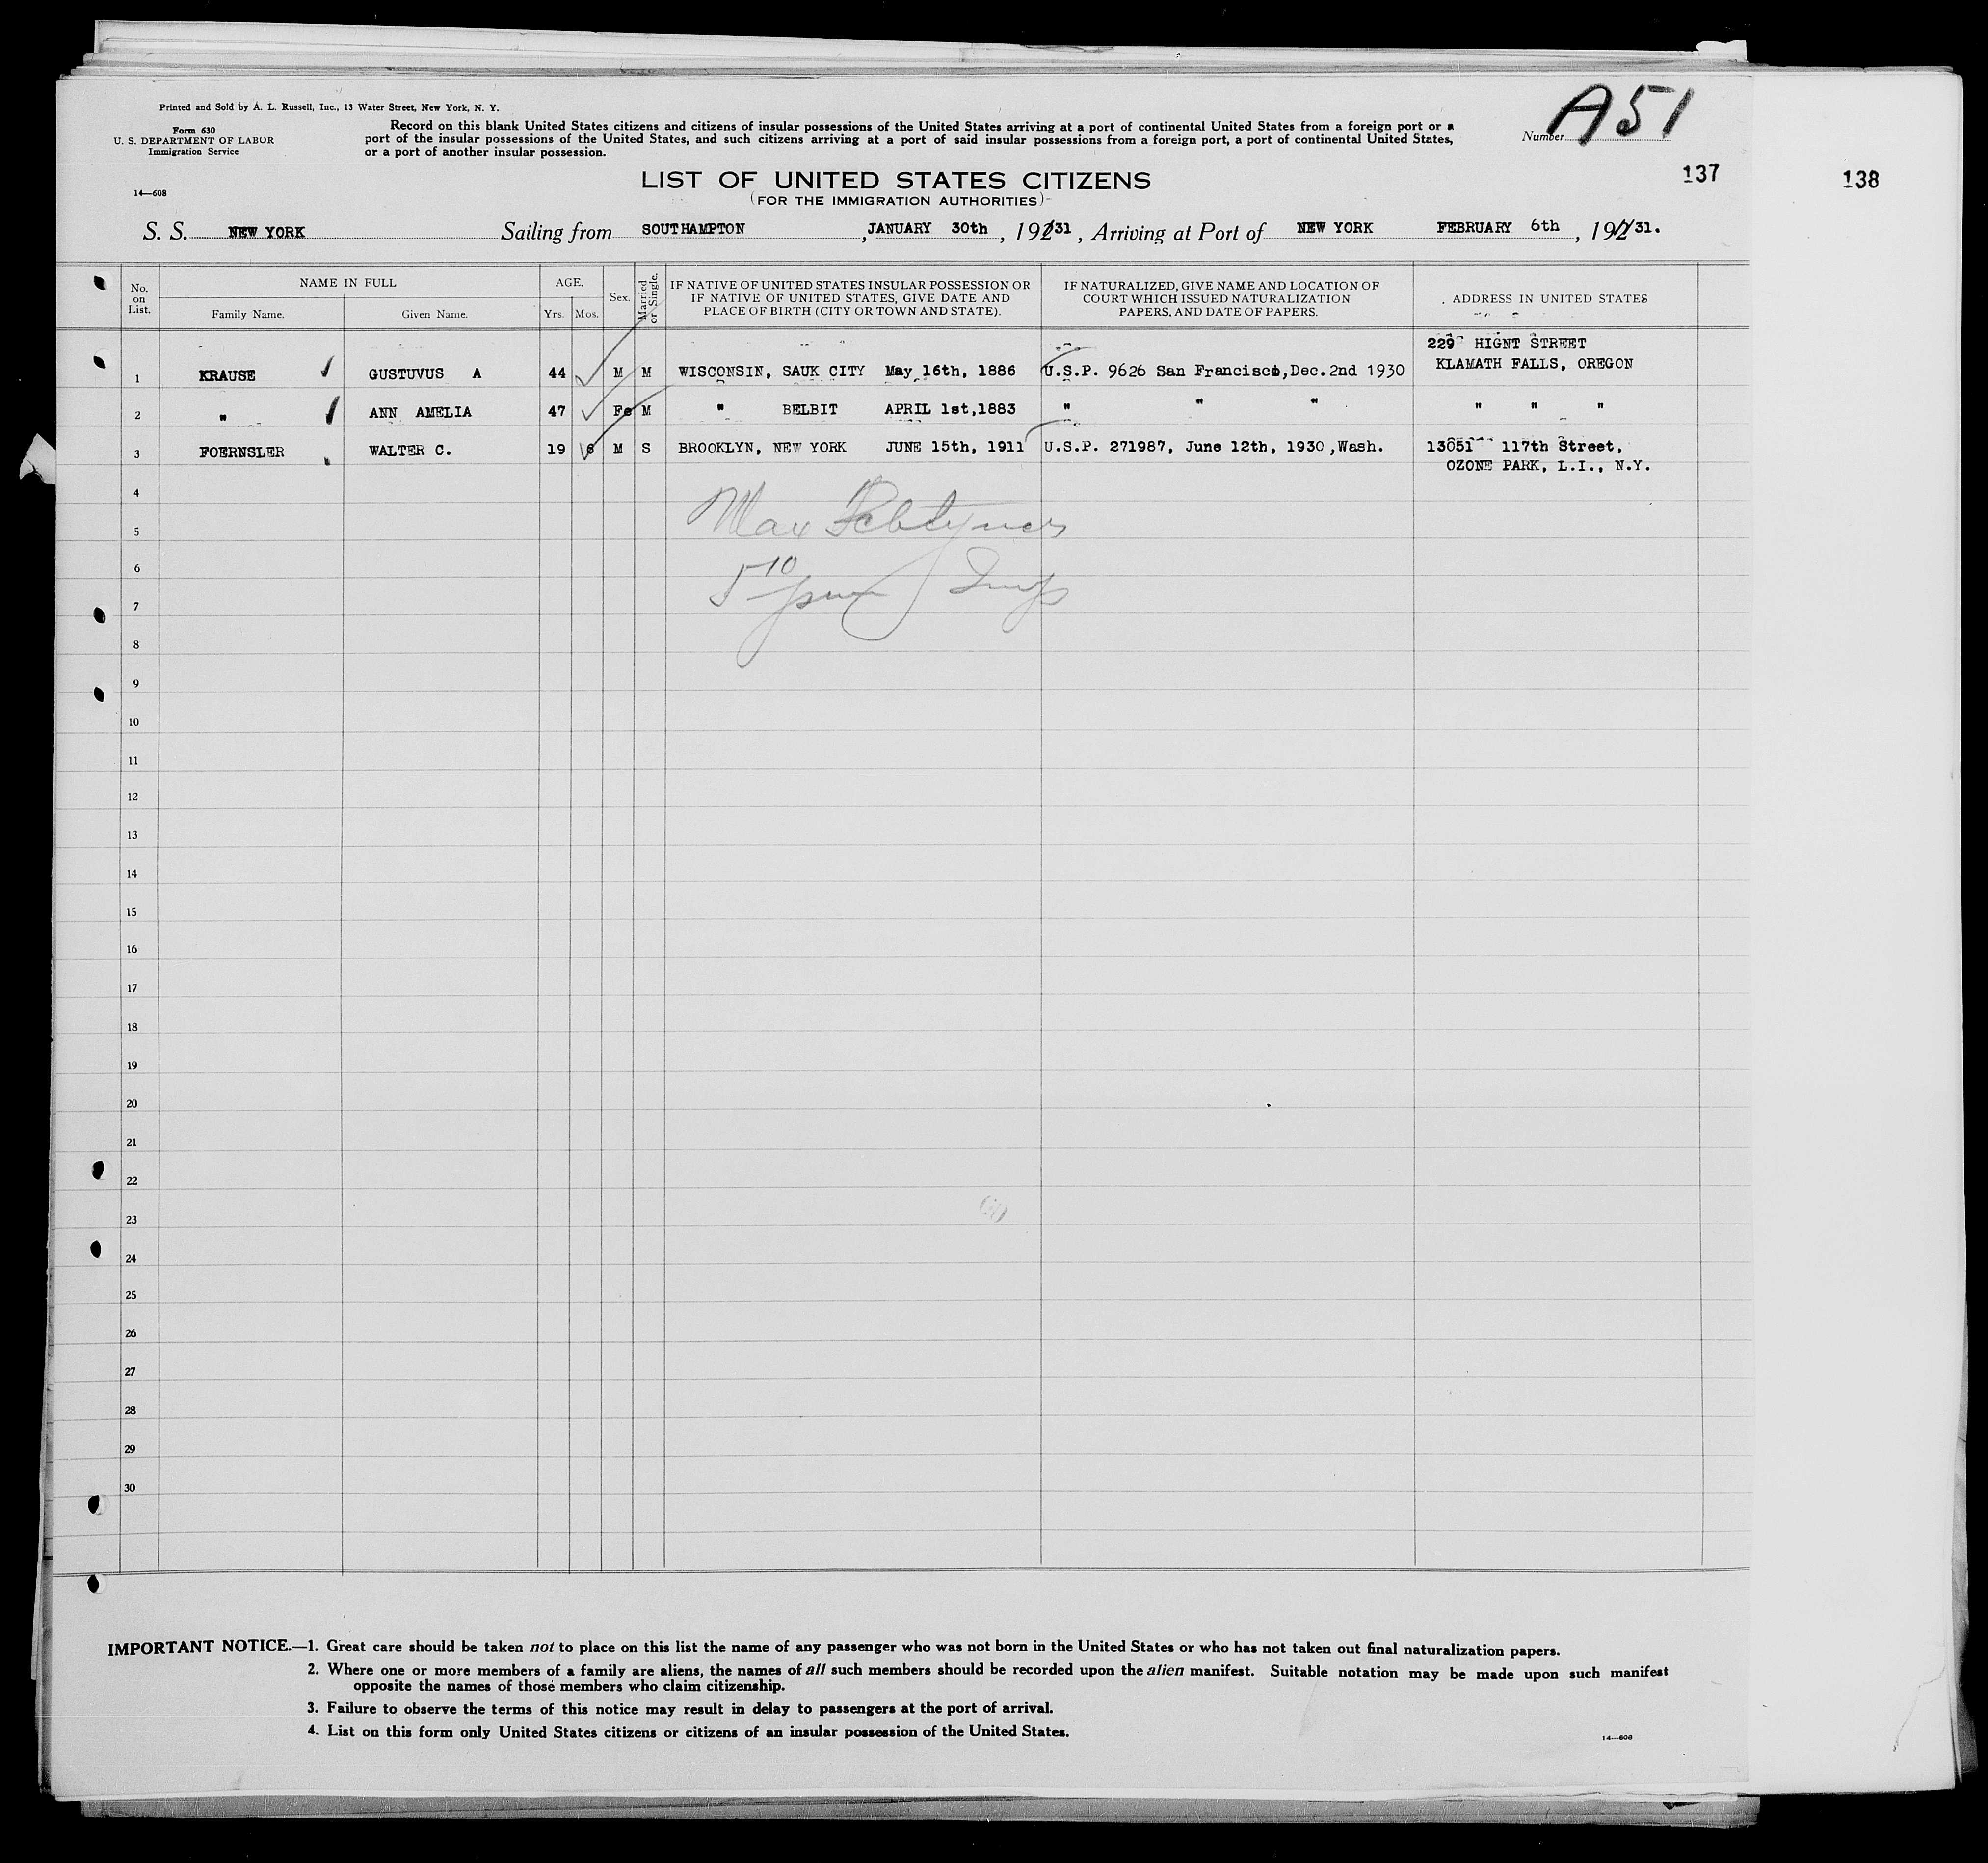 Printed and Sold by A. L. Russell, Inc., 13 Water Street, New York, N. Y.
Form 630
U. S. DEPARTMENT OF LABOR
Immigration Service
14—608
Record on this blank United States citizens and citizens of insular possessions of the United States arriving at a port of continental United States from a foreign port or a
port of the insular possessions of the United States, and such citizens arriving at a port of said insular possessions from a foreign port, a port of continental United States,
or a port of another insular possession.
Number A51
137
138
LIST OF UNITED STATES CITIZENS
(FOR THE IMMIGRATION AUTHORITIES)
S. S. NEW YORK Sailing from SOUTHAMPTON , JANUARY 30th , 19231 , Arriving at Port of NEW YORK FEBRUARY 6th , 19231.
No. on List. NAME IN FULL AGE. Sex. Married or Single. IF NATIVE OF UNITED STATES INSULAR POSSESSION OR IF NATIVE OF UNITED STATES, GIVE DATE AND PLACE OF BIRTH (CITY OR TOWN AND STATE). IF NATURALIZED, GIVE NAME AND LOCATION OF COURT WHICH ISSUED NATURALIZATION PAPERS, AND DATE OF PAPERS. ADDRESS IN UNITED STATES
Family Name. Given Name. Yrs. Mos.
229 HIGNT STREET
1 KRAUSE GUSTUVUS A 44 M M WISCONSIN, SAUK CITY May 16th, 1886 U.S.P. 9626 San Francisco, Dec. 2nd 1930 KLAMATH FALLS, OREGON
2 " ANN AMELIA 47 Fe M " BELBIT APRIL 1st, 1883 " " " " " "
3 FOERNSLER WALTER C. 19 6 M S BROOKLYN, NEW YORK JUNE 15th, 1911 U.S.P. 271987, June 12th, 1930, Wash. 13051 117th Street,
OZONE PARK, L.I., N.Y.
4
Max
5
6
5 10
7
8
9
10
11
12
13
14
15
16
17
18
19
20
21
22
23
24
25
26
27
28
29
30
IMPORTANT NOTICE.—1. Great care should be taken not to place on this list the name of any passenger who was not born in the United States or who has not taken out final naturalization papers.
2. Where one or more members of a family are aliens, the names of all such members should be recorded upon the alien manifest. Suitable notation may be made upon such manifest
opposite the names of those members who claim citizenship.
3. Failure to observe the terms of this notice may result in delay to passengers at the port of arrival.
4. List on this form only United States citizens or citizens of an insular possession of the United States.
14—608